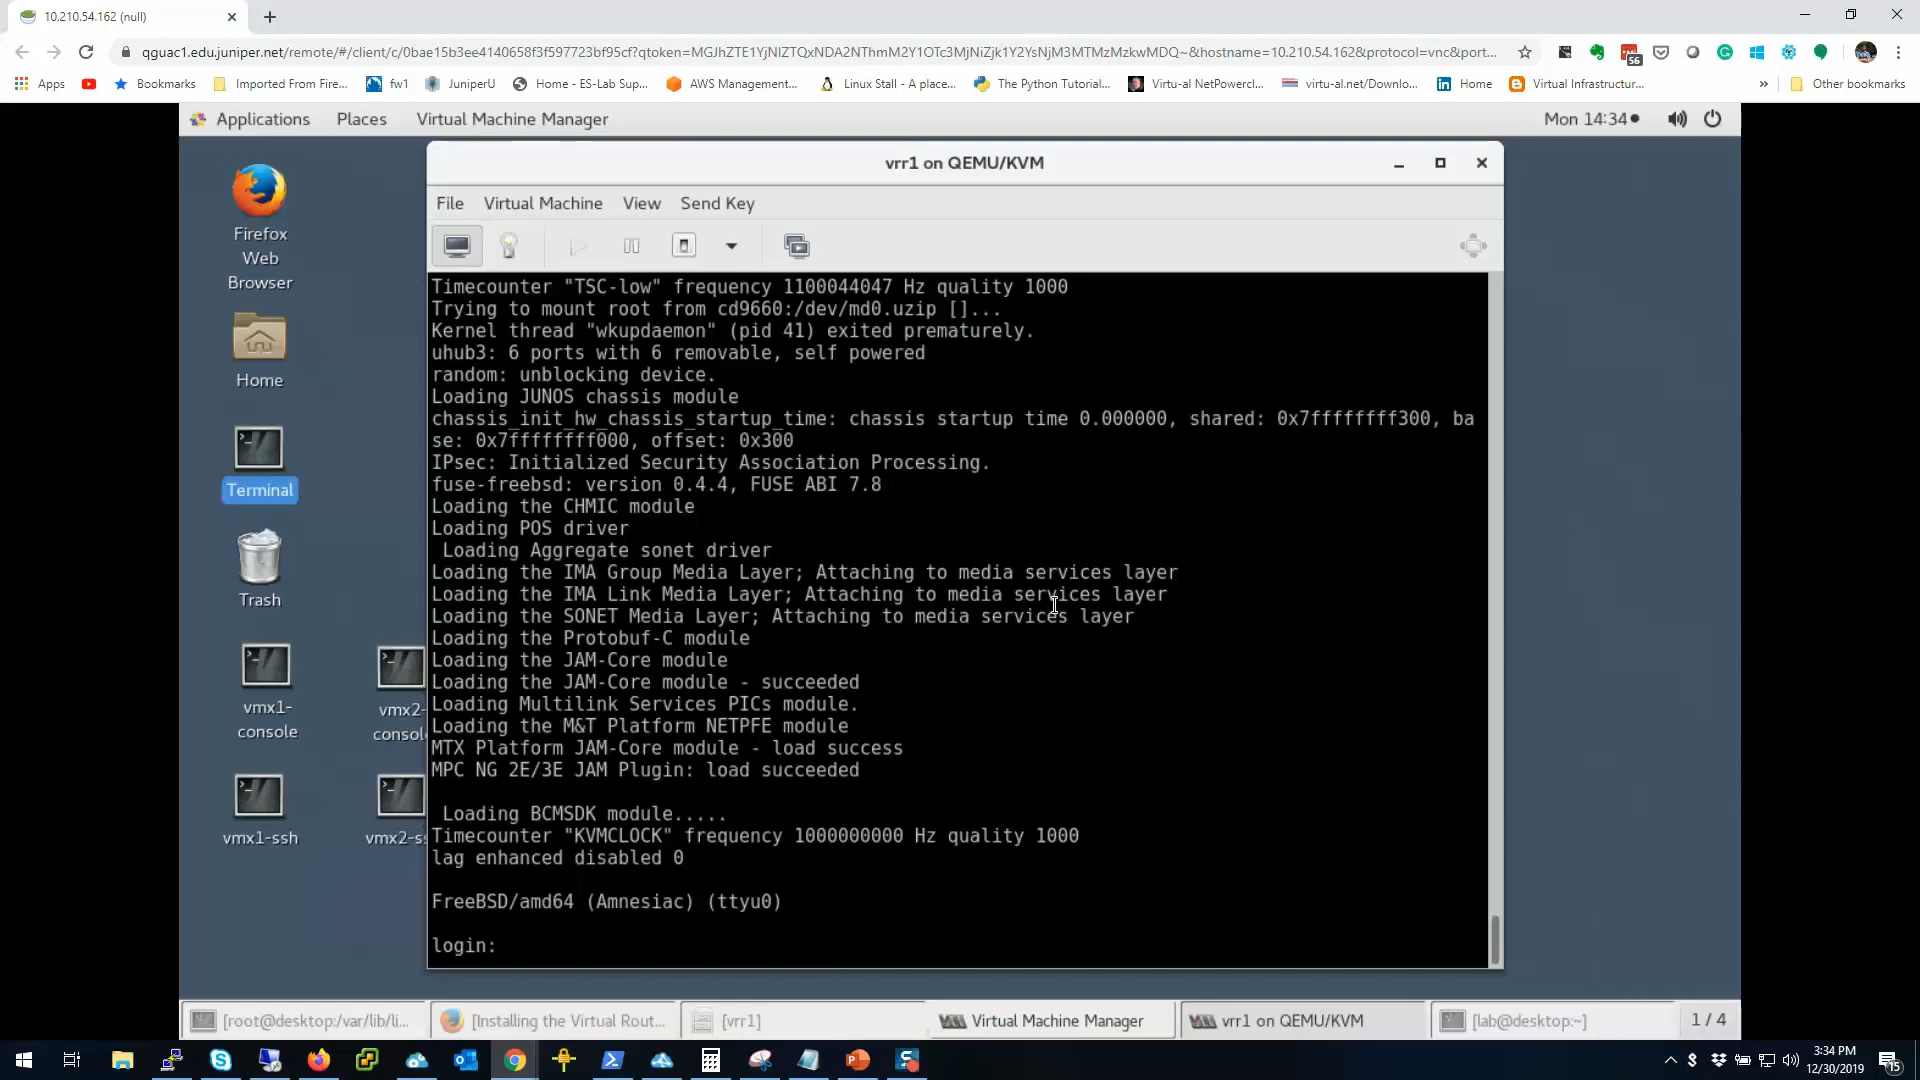 10.210.54.162 (null)
qguac1.edu.juniper.net/remote/#/client/c/0bae15b3ee4140658f3f597723bf95cf?qtoken=MGJhZTE1YjNlZTQxNDA2NThmM2Y1OTc3MjNiZjk1Y2YsNjM3MTMzMzkwMDQ~&hostname=10.210.54.162&protocol=vnc&port...
56
Apps
Bookmarks
Imported From Fire...
fw1
JuniperU
Home - ES-Lab Sup...
AWS Management...
Linux Stall - A place...
The Python Tutorial...
Virtu-al NetPowercl...
virtu-al.net/Downlo...
Home
Virtual Infrastructur...
»
Other bookmarks
Applications Places Virtual Machine Manager
Mon 14:34
vrr1 on QEMU/KVM
File Virtual Machine View Send Key
Firefox
Web
Browser
Home
Terminal
Trash
vmx1-
console
vmx2-
consol
vmx1-ssh
vmx2-s
Timecounter "TSC-low" frequency 1100044047 Hz quality 1000
Trying to mount root from cd9660:/dev/md0.uzip []...
Kernel thread "wkupdaemon" (pid 41) exited prematurely.
uhub3: 6 ports with 6 removable, self powered
random: unblocking device.
Loading JUNOS chassis module
chassis_init_hw_chassis_startup_time: chassis startup time 0.000000, shared: 0x7ffffffff300, ba
se: 0x7ffffffff000, offset: 0x300
IPsec: Initialized Security Association Processing.
fuse-freebsd: version 0.4.4, FUSE ABI 7.8
Loading the CHMIC module
Loading POS driver
Loading Aggregate sonet driver
Loading the IMA Group Media Layer; Attaching to media services layer
Loading the IMA Link Media Layer; Attaching to media services layer
Loading the SONET Media Layer; Attaching to media services layer
Loading the Protobuf-C module
Loading the JAM-Core module
Loading the JAM-Core module - succeeded
Loading Multilink Services PICs module.
Loading the M&T Platform NETPFE module
MTX Platform JAM-Core module - load success
MPC NG 2E/3E JAM Plugin: load succeeded
Loading BCMSDK module.....
Timecounter "KVMCLOCK" frequency 1000000000 Hz quality 1000
lag enhanced disabled 0
FreeBSD/amd64 (Amnesiac) (ttyu0)
login:
[root@desktop:/var/lib/li...
[Installing the Virtual Rout...
[vrr1]
Virtual Machine Manager
vrr1 on QEMU/KVM
[lab@desktop:~]
1 / 4
3:34 PM
12/30/2019
15